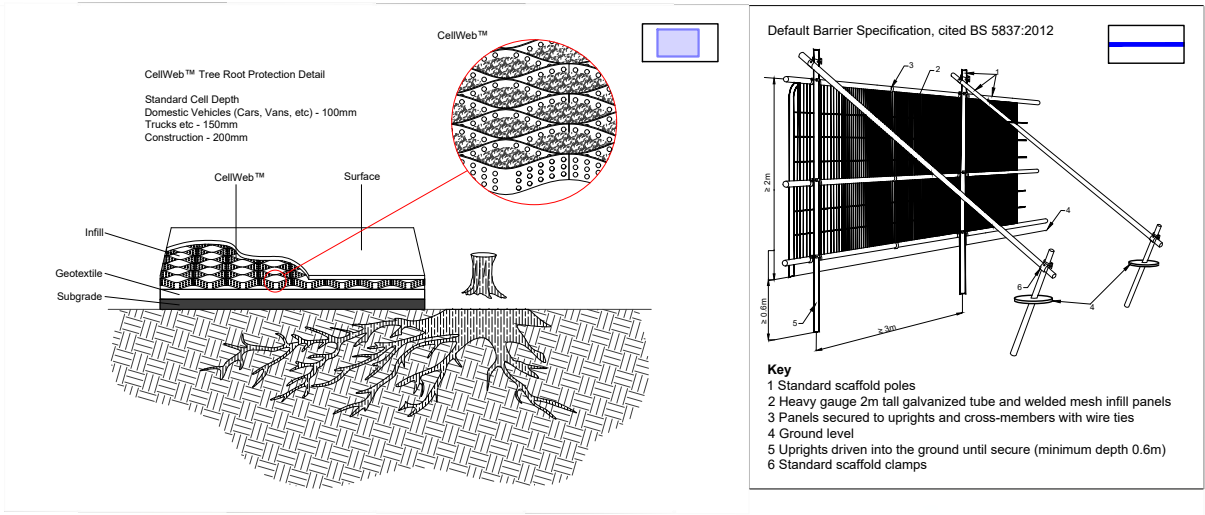 CellWeb™
CellWeb™ Tree Root Protection Detail
Standard Cell Depth
Domestic Vehicles (Cars, Vans, etc) - 100mm
Trucks etc - 150mm
Construction - 200mm
CellWeb™
Surface
Infill
Geotextile
Subgrade
Default Barrier Specification, cited BS 5837:2012
1
3
2
≥ 2m
4
6
4
≥ 0.6m
5
≥ 3m
Key
1 Standard scaffold poles
2 Heavy gauge 2m tall galvanized tube and welded mesh infill panels
3 Panels secured to uprights and cross-members with wire ties
4 Ground level
5 Uprights driven into the ground until secure (minimum depth 0.6m)
6 Standard scaffold clamps